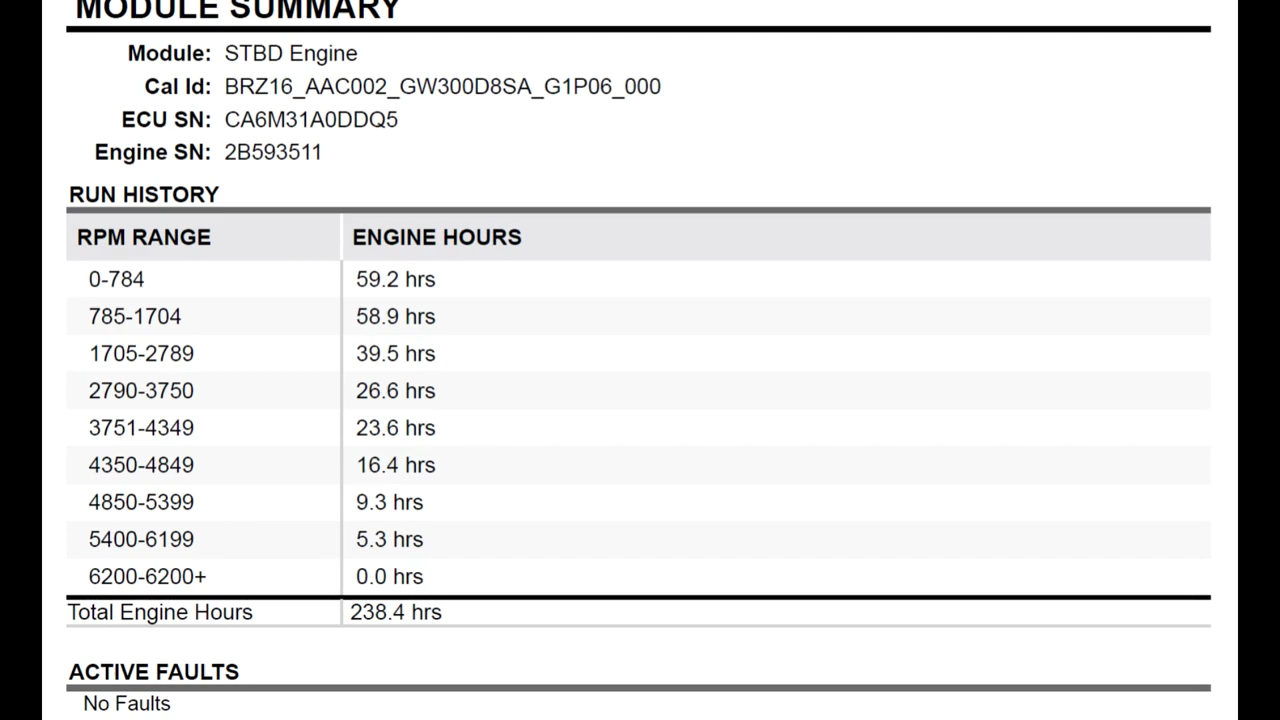 MODULE SUMMARY
Module: STBD Engine
Cal Id: BRZ16_AAC002_GW300D8SA_G1P06_000
ECU SN: CA6M31A0DDQ5
Engine SN: 2B593511
RUN HISTORY
RPM RANGE ENGINE HOURS
0-784 59.2 hrs
785-1704 58.9 hrs
1705-2789 39.5 hrs
2790-3750 26.6 hrs
3751-4349 23.6 hrs
4350-4849 16.4 hrs
4850-5399 9.3 hrs
5400-6199 5.3 hrs
6200-6200+ 0.0 hrs
Total Engine Hours 238.4 hrs
ACTIVE FAULTS
No Faults